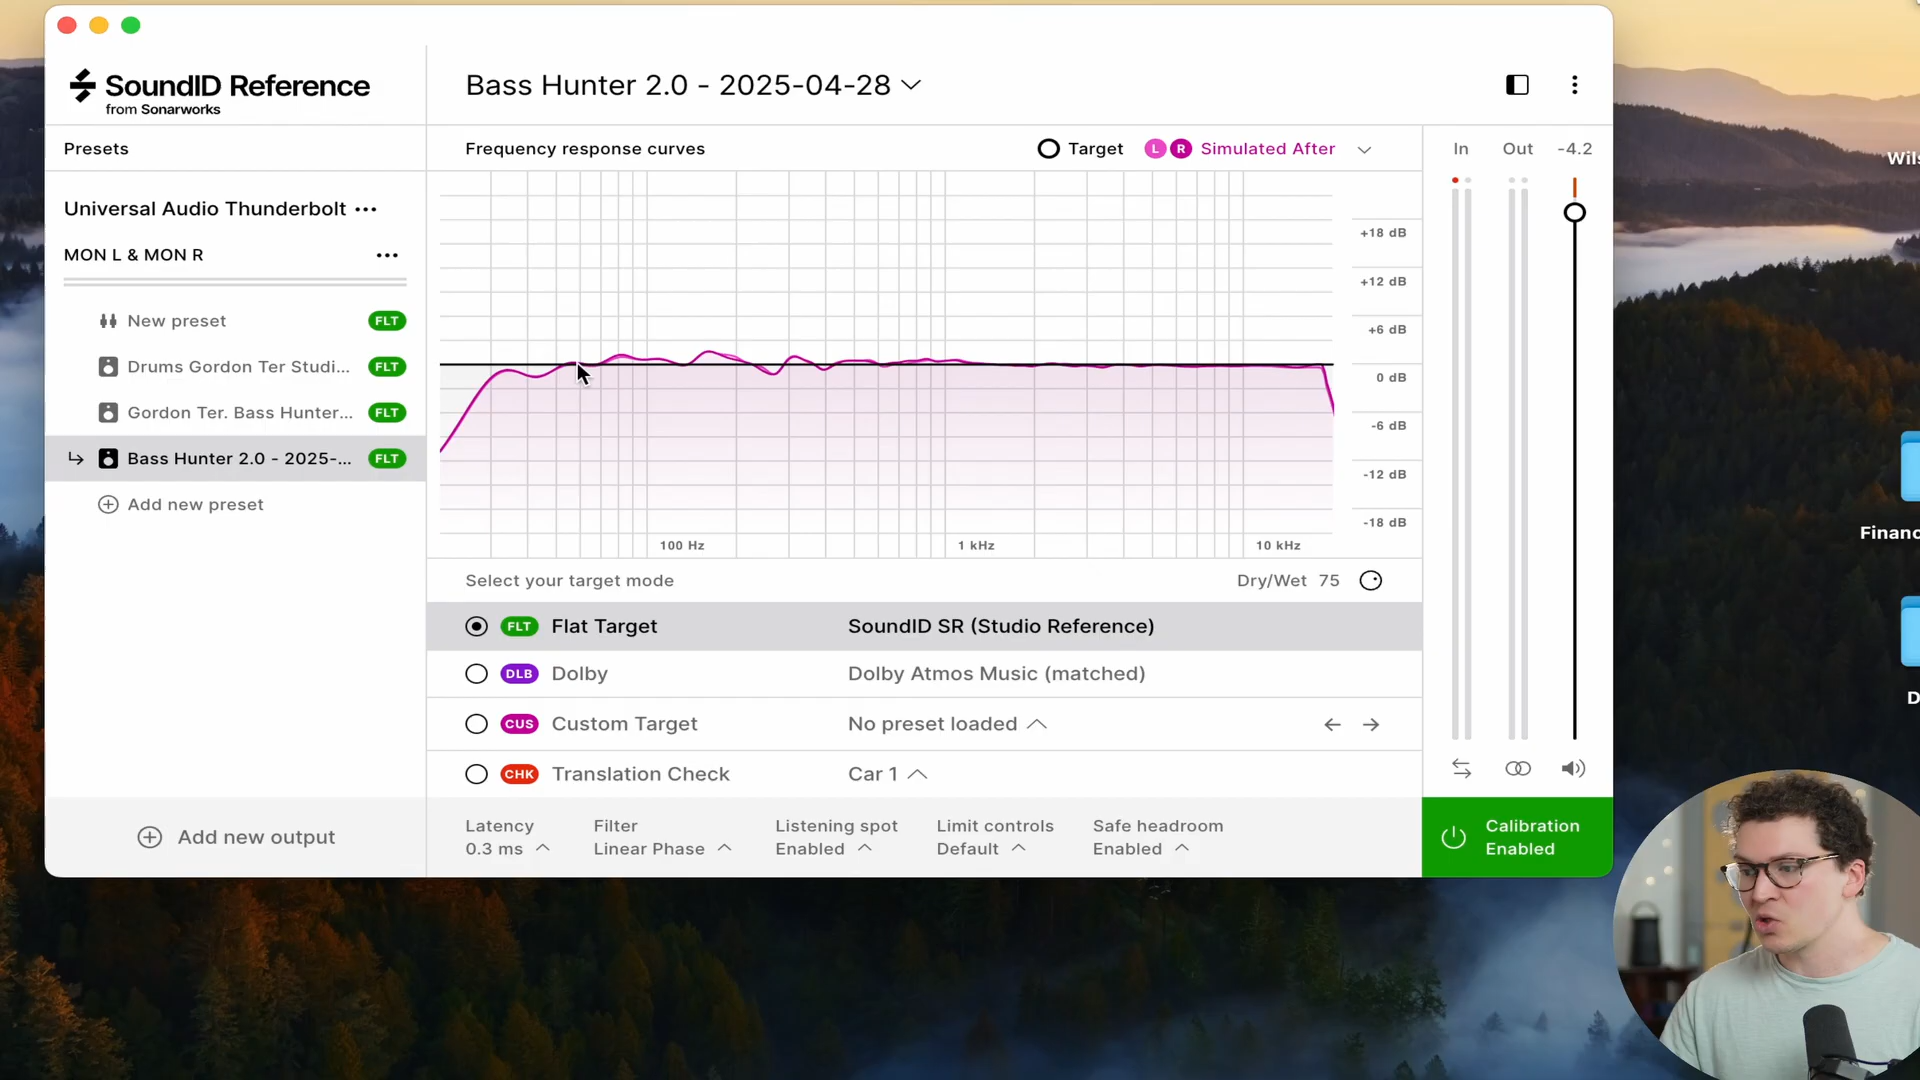 SoundID Reference
from Sonarworks
Bass Hunter 2.0 - 2025-04-28
Presets
Frequency response curves
Target
L R Simulated After
In
Out
-4.2
Universal Audio Thunderbolt
MON L & MON R
New preset FLT
Drums Gordon Ter Studi... FLT
Gordon Ter. Bass Hunter... FLT
Bass Hunter 2.0 - 2025-... FLT
Add new preset
+18 dB
+12 dB
+6 dB
0 dB
-6 dB
-12 dB
-18 dB
100 Hz
1 kHz
10 kHz
Select your target mode
Dry/Wet 75
FLT Flat Target SoundID SR (Studio Reference)
DLB Dolby Dolby Atmos Music (matched)
CUS Custom Target No preset loaded
CHK Translation Check Car 1
Add new output
Latency
0.3 ms
Filter
Linear Phase
Listening spot
Enabled
Limit controls
Default
Safe headroom
Enabled
Calibration
Enabled
Wils
Financ
D